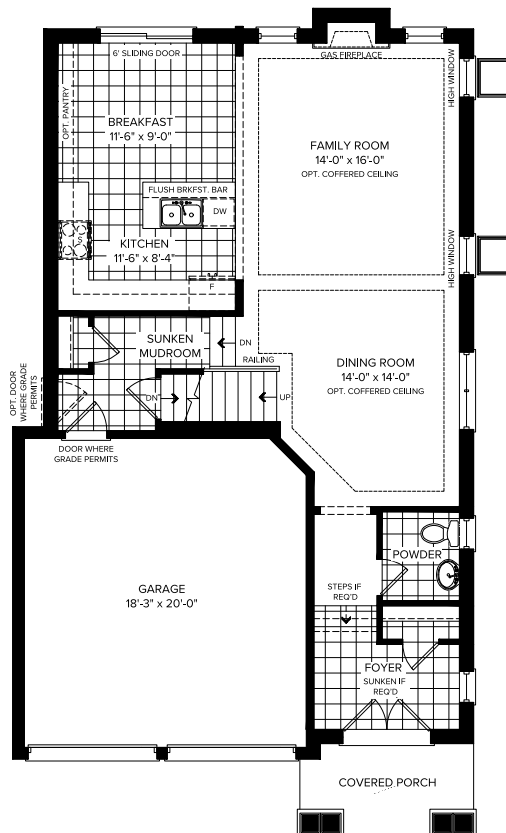 6' SLIDING DOOR
GAS FIREPLACE
HIGH WINDOW
OPT. PANTRY
BREAKFAST
11'-6" x 9'-0"
FAMILY ROOM
14'-0" x 16'-0"
OPT. COFFERED CEILING
FLUSH BRKFST. BAR
DW
KITCHEN
11'-6" x 8'-4"
F
HIGH WINDOW
SUNKEN
MUDROOM
DN
RAILING
DINING ROOM
14'-0" x 14'-0"
OPT. COFFERED CEILING
OPT. DOOR
WHERE GRADE
PERMITS
DN
UP
DOOR WHERE
GRADE PERMITS
POWDER
STEPS IF
REQ'D
GARAGE
18'-3" x 20'-0"
FOYER
SUNKEN IF
REQ'D
COVERED PORCH